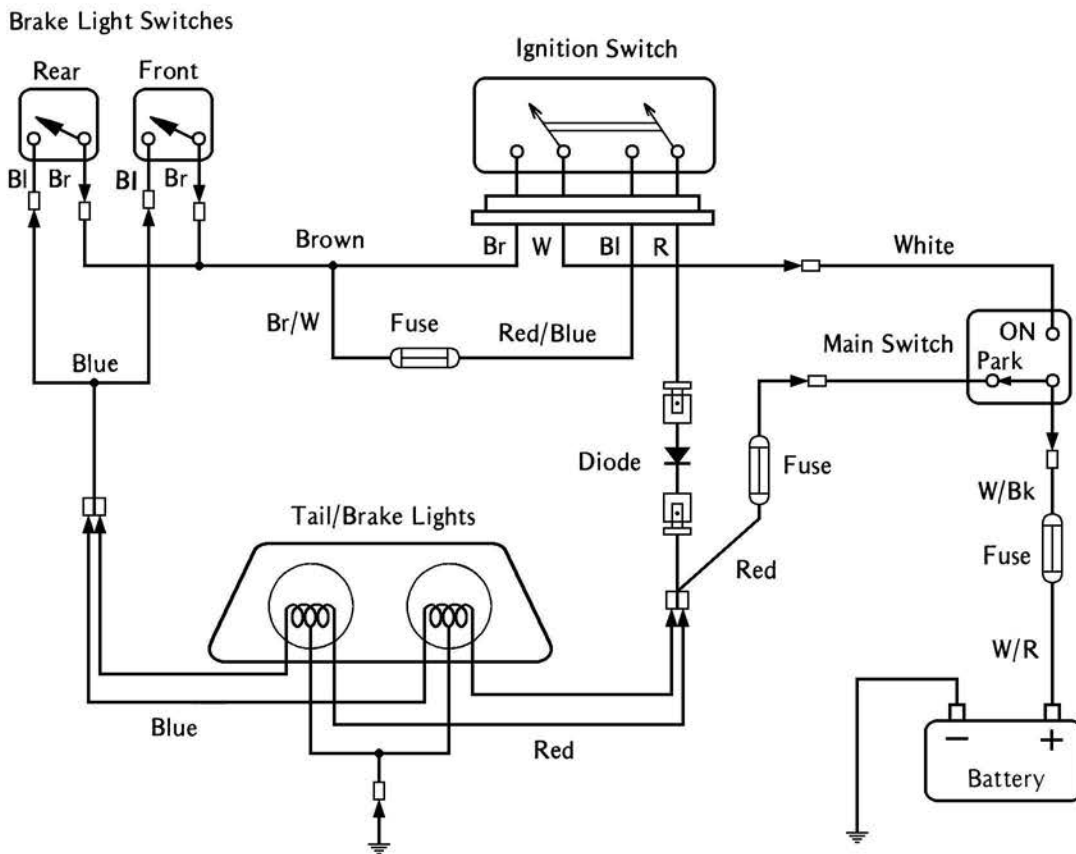 Brake Light Switches
Rear
Front
Ignition Switch
Bl
Br
Bl
Br
Brown
Br
W
Bl
R
White
Br/W
Fuse
Red/Blue
Main Switch
ON
Park
Blue
Diode
Fuse
W/Bk
Fuse
Tail/Brake Lights
Red
W/R
Blue
Red
− +
Battery